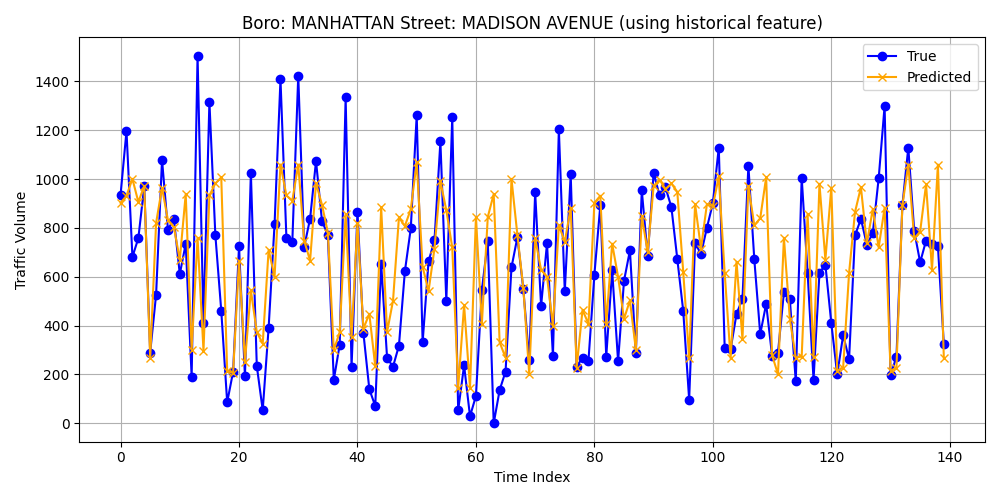 Boro: MANHATTAN Street: MADISON AVENUE (using historical feature)
True
Predicted
Traffic Volume
1400
1200
1000
800
600
400
200
0
0 20 40 60 80 100 120 140
Time Index